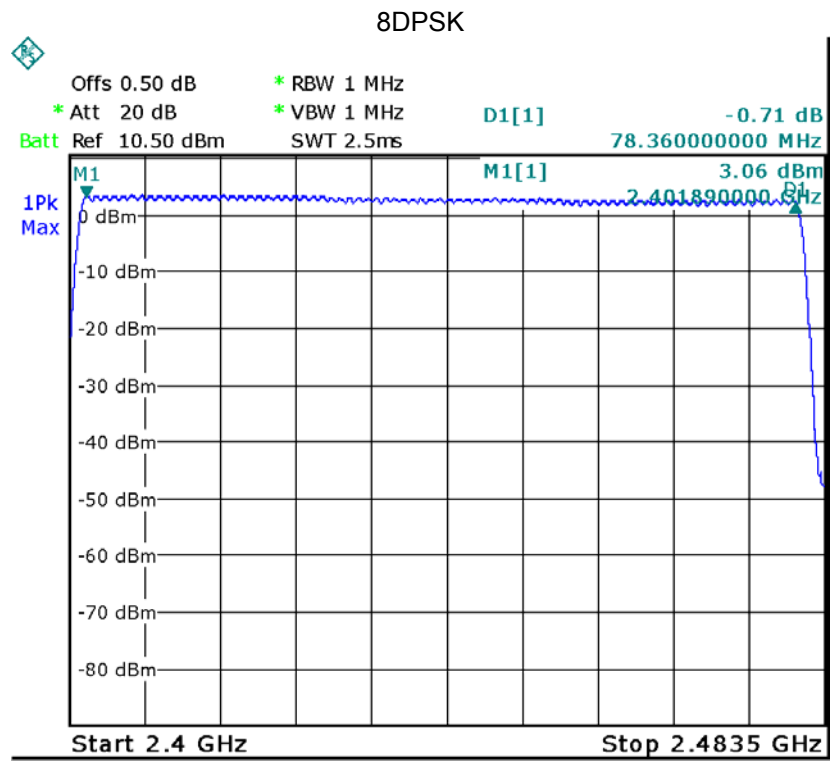 8DPSK
Offs 0.50 dB * RBW 1 MHz
* Att 20 dB * VBW 1 MHz D1[1] -0.71 dB
Batt Ref 10.50 dBm SWT 2.5ms 78.360000000 MHz
M1 M1[1] 3.06 dBm
2.401890000 GHz D1
1Pk
Max
0 dBm
-10 dBm
-20 dBm
-30 dBm
-40 dBm
-50 dBm
-60 dBm
-70 dBm
-80 dBm
Start 2.4 GHz Stop 2.4835 GHz